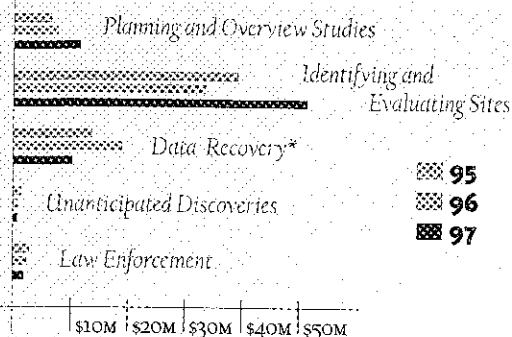 Planning and Overview Studies
Identifying and
Evaluating Sites
Data Recovery*
Unanticipated Discoveries
Law Enforcement
95
96
97
$10M $20M $30M $40M $50M